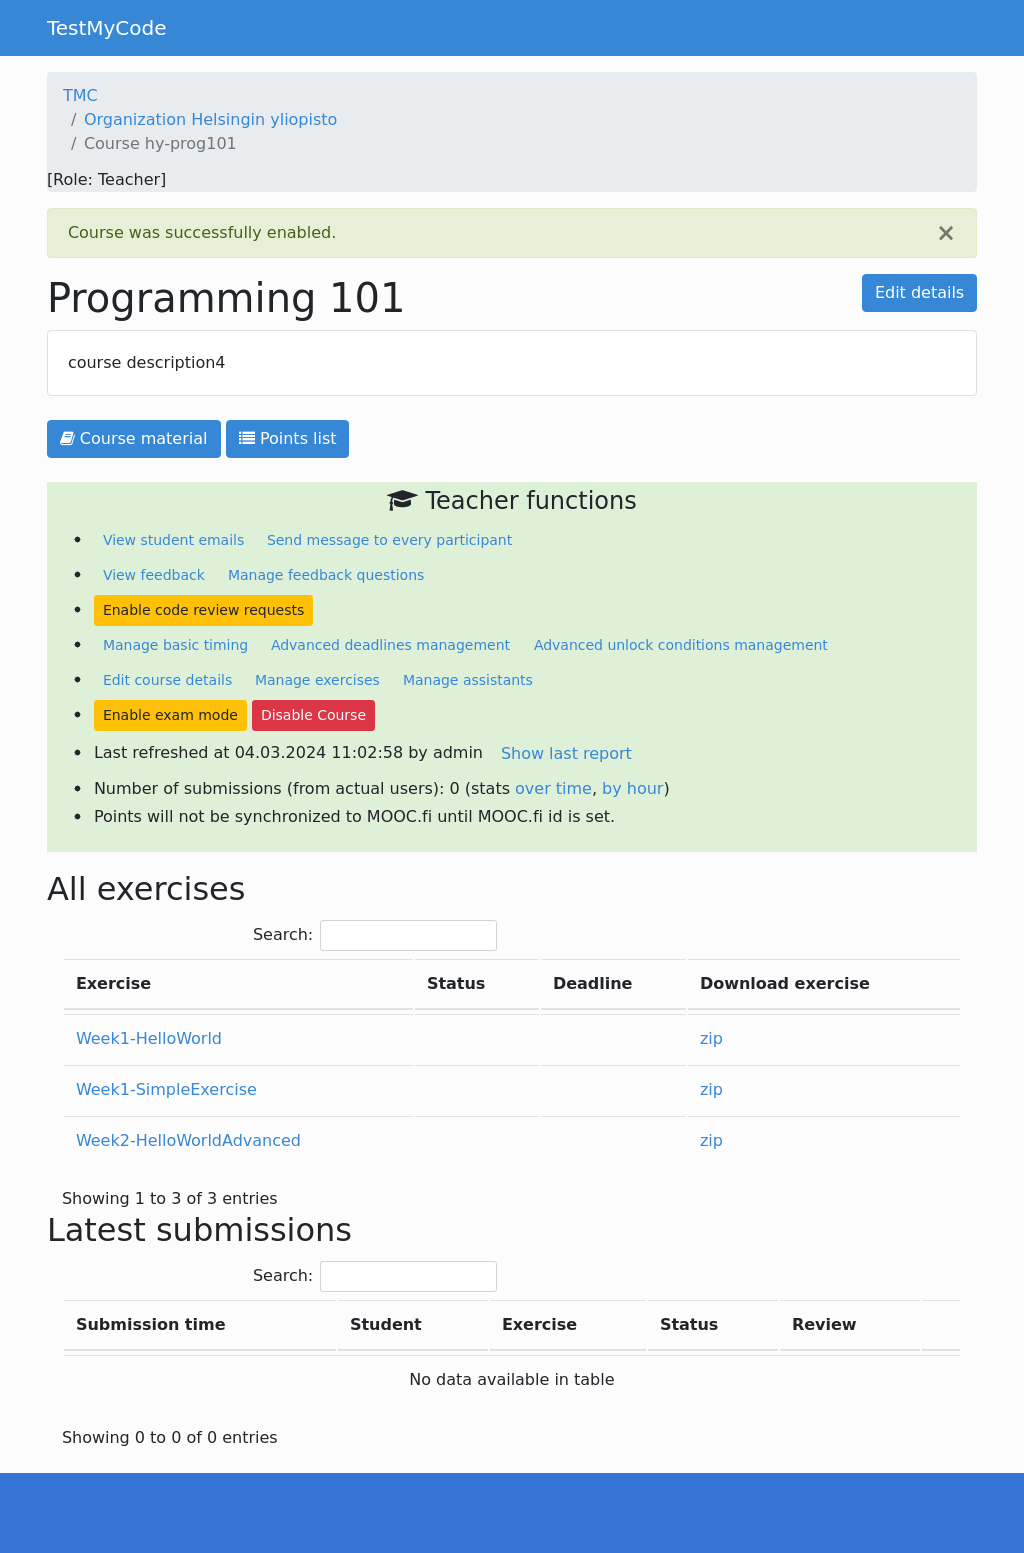 TestMyCode
TMC
/ Organization Helsingin yliopisto
/ Course hy-prog101
[Role: Teacher]
Course was successfully enabled. ×
Programming 101 Edit details
course description4
Course material Points list
Teacher functions
• View student emails Send message to every participant
• View feedback Manage feedback questions
• Enable code review requests
• Manage basic timing Advanced deadlines management Advanced unlock conditions management
• Edit course details Manage exercises Manage assistants
• Enable exam mode Disable Course
• Last refreshed at 04.03.2024 11:02:58 by admin Show last report
• Number of submissions (from actual users): 0 (stats over time, by hour)
• Points will not be synchronized to MOOC.fi until MOOC.fi id is set.
All exercises
Search:
Exercise Status Deadline Download exercise
Week1-HelloWorld zip
Week1-SimpleExercise zip
Week2-HelloWorldAdvanced zip
Showing 1 to 3 of 3 entries
Latest submissions
Search:
Submission time Student Exercise Status Review
No data available in table
Showing 0 to 0 of 0 entries